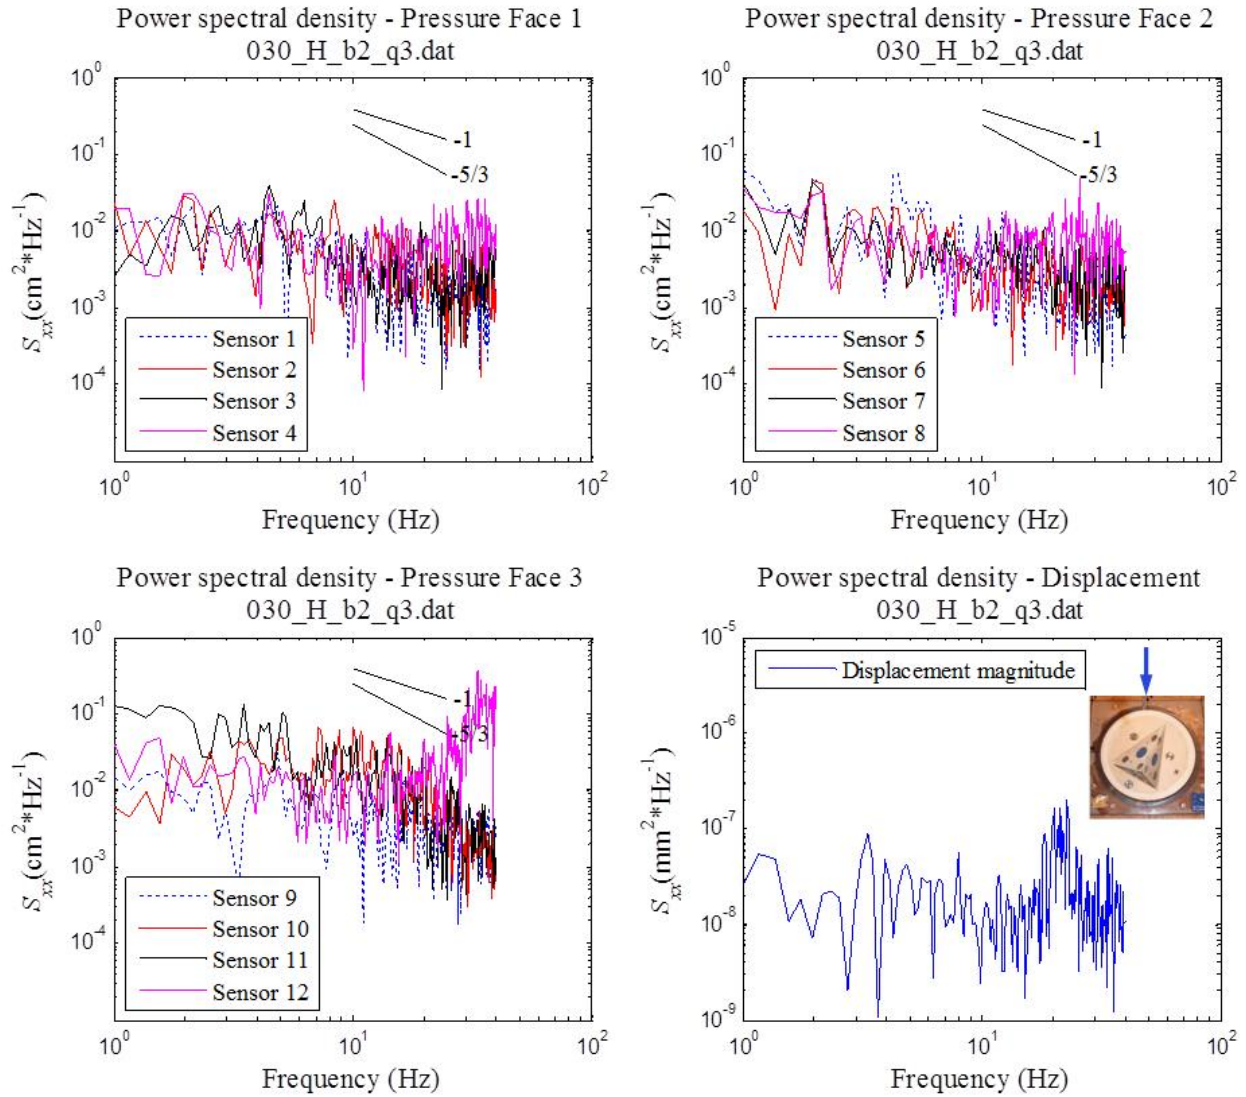 Power spectral density - Pressure Face 1
030_H_b2_q3.dat
10^0
10^-1
10^-2
10^-3
10^-4
S_xx(cm^2*Hz^-1)
-1
-5/3
Sensor 1
Sensor 2
Sensor 3
Sensor 4
10^0
10^1
10^2
Frequency (Hz)
Power spectral density - Pressure Face 2
030_H_b2_q3.dat
10^0
10^-1
10^-2
10^-3
10^-4
S_xx(cm^2*Hz^-1)
-1
-5/3
Sensor 5
Sensor 6
Sensor 7
Sensor 8
10^0
10^1
10^2
Frequency (Hz)
Power spectral density - Pressure Face 3
030_H_b2_q3.dat
10^0
10^-1
10^-2
10^-3
10^-4
S_xx(cm^2*Hz^-1)
-1
-5/3
Sensor 9
Sensor 10
Sensor 11
Sensor 12
10^0
10^1
10^2
Frequency (Hz)
Power spectral density - Displacement
030_H_b2_q3.dat
10^-5
10^-6
10^-7
10^-8
10^-9
S_xx(mm^2*Hz^-1)
Displacement magnitude
10^0
10^1
10^2
Frequency (Hz)